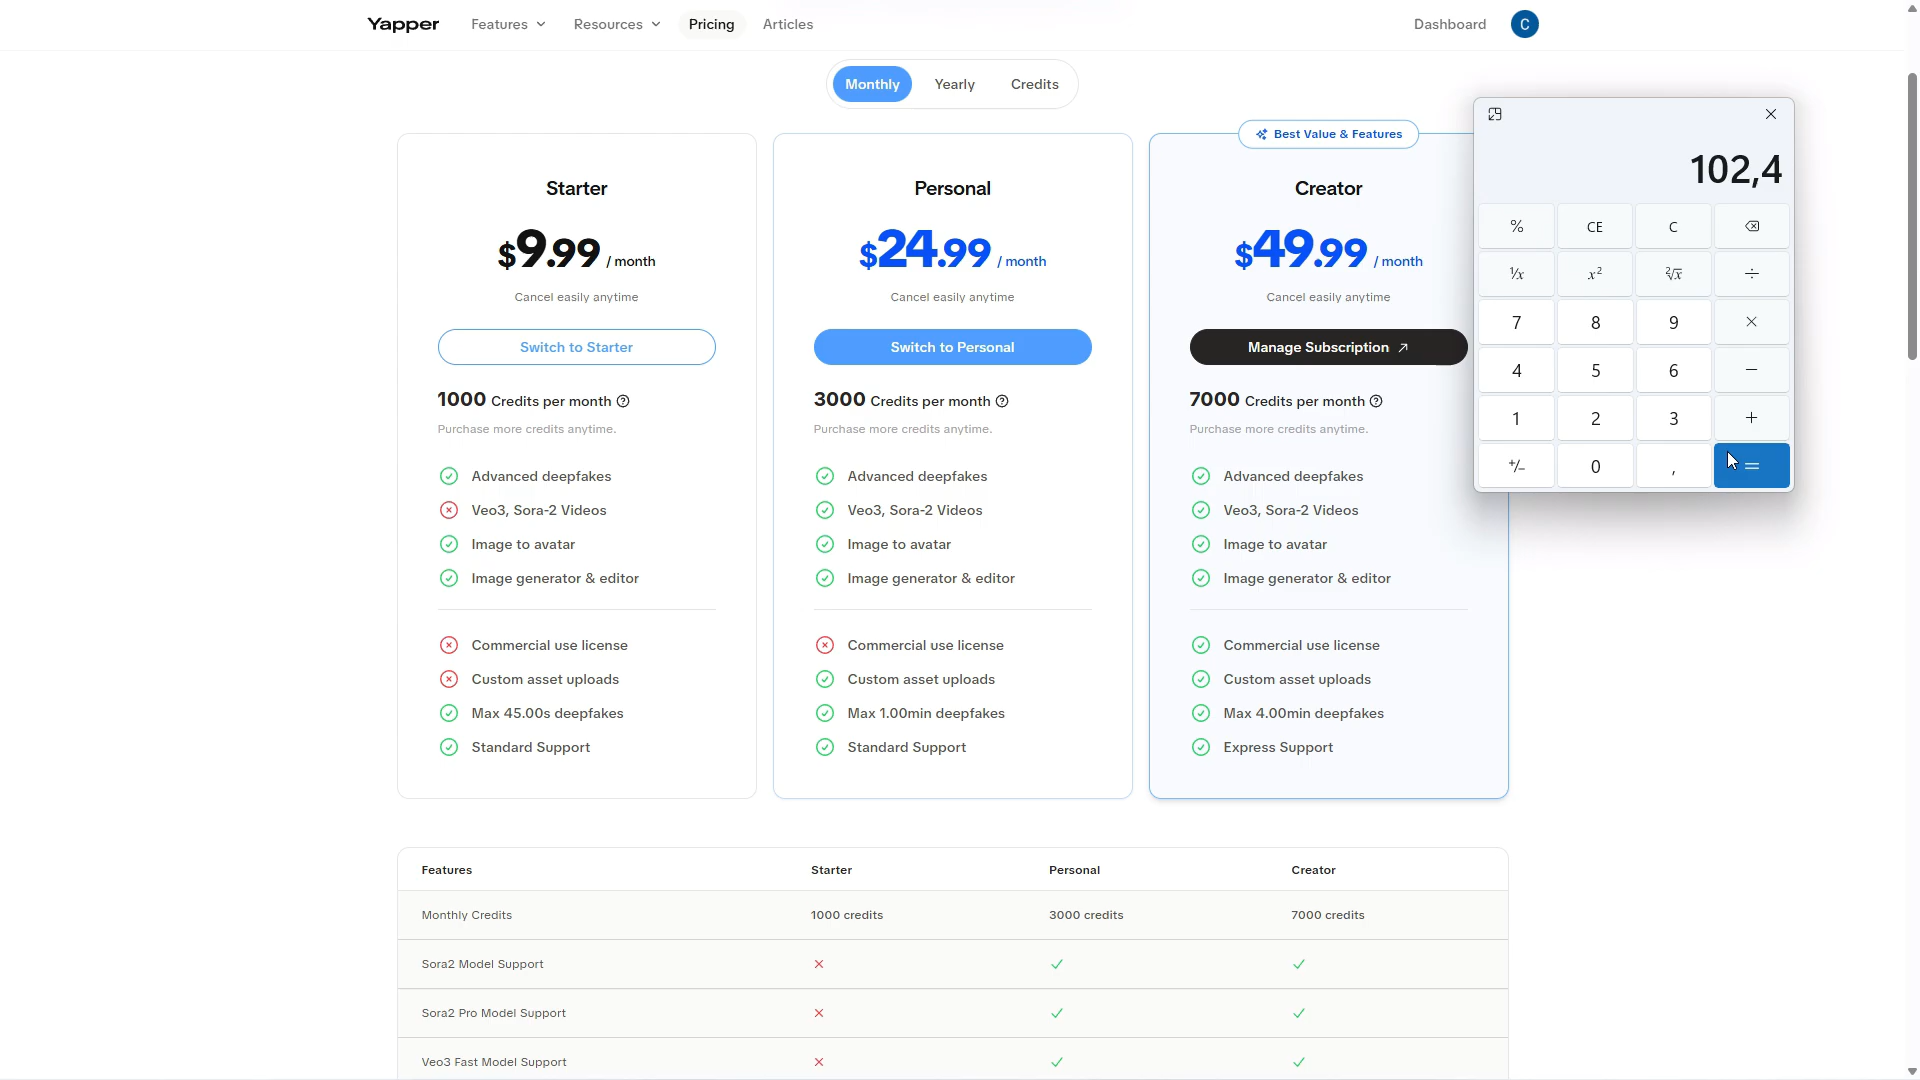 Yapper Features Resources Pricing Articles Dashboard C
Monthly Yearly Credits
Best Value & Features
Starter
$9.99 / month
Cancel easily anytime
Switch to Starter
1000 Credits per month
Purchase more credits anytime.
Advanced deepfakes
Veo3, Sora-2 Videos
Image to avatar
Image generator & editor
Commercial use license
Custom asset uploads
Max 45.00s deepfakes
Standard Support
Personal
$24.99 / month
Cancel easily anytime
Switch to Personal
3000 Credits per month
Purchase more credits anytime.
Advanced deepfakes
Veo3, Sora-2 Videos
Image to avatar
Image generator & editor
Commercial use license
Custom asset uploads
Max 1.00min deepfakes
Standard Support
Creator
$49.99 / month
Cancel easily anytime
Manage Subscription
7000 Credits per month
Purchase more credits anytime.
Advanced deepfakes
Veo3, Sora-2 Videos
Image to avatar
Image generator & editor
Commercial use license
Custom asset uploads
Max 4.00min deepfakes
Express Support
102,4
% CE C
⅟x x² ²√x ÷
7 8 9 ×
4 5 6 −
1 2 3 +
+/− 0 , =
Features Starter Personal Creator
Monthly Credits 1000 credits 3000 credits 7000 credits
Sora2 Model Support
Sora2 Pro Model Support
Veo3 Fast Model Support